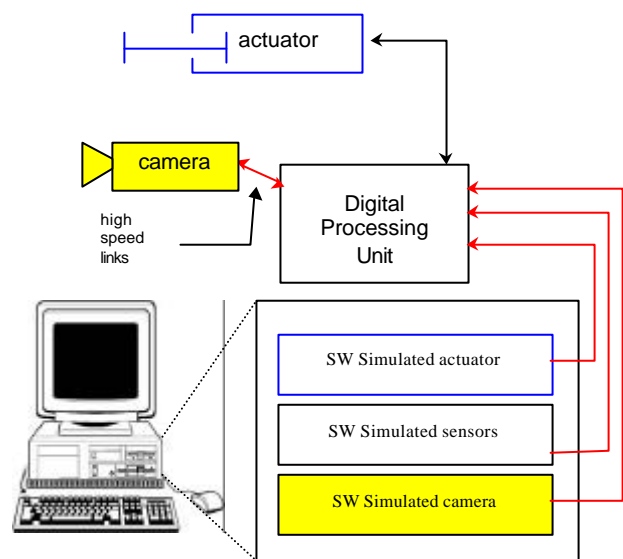 actuator
camera
high
speed
links
Digital
Processing
Unit
SW Simulated actuator
SW Simulated sensors
SW Simulated camera